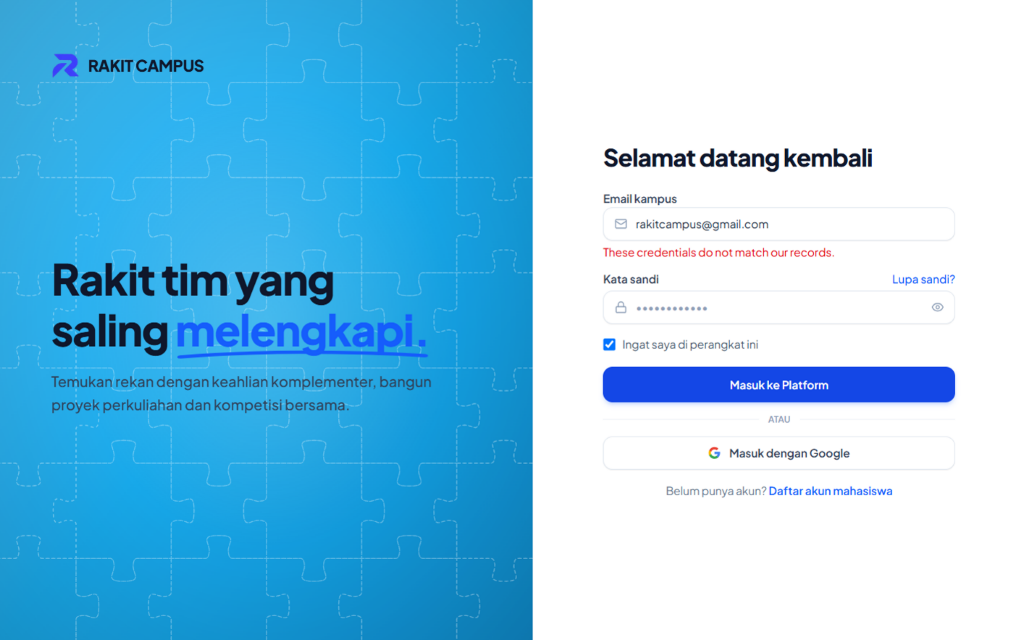 RAKIT CAMPUS
Rakit tim yang
saling melengkapi.
Temukan rekan dengan keahlian komplementer, bangun
proyek perkuliahan dan kompetisi bersama.
Selamat datang kembali
Email kampus
rakitcampus@gmail.com
These credentials do not match our records.
Kata sandi
Lupa sandi?
••••••••••••
Ingat saya di perangkat ini
Masuk ke Platform
ATAU
Masuk dengan Google
Belum punya akun? Daftar akun mahasiswa